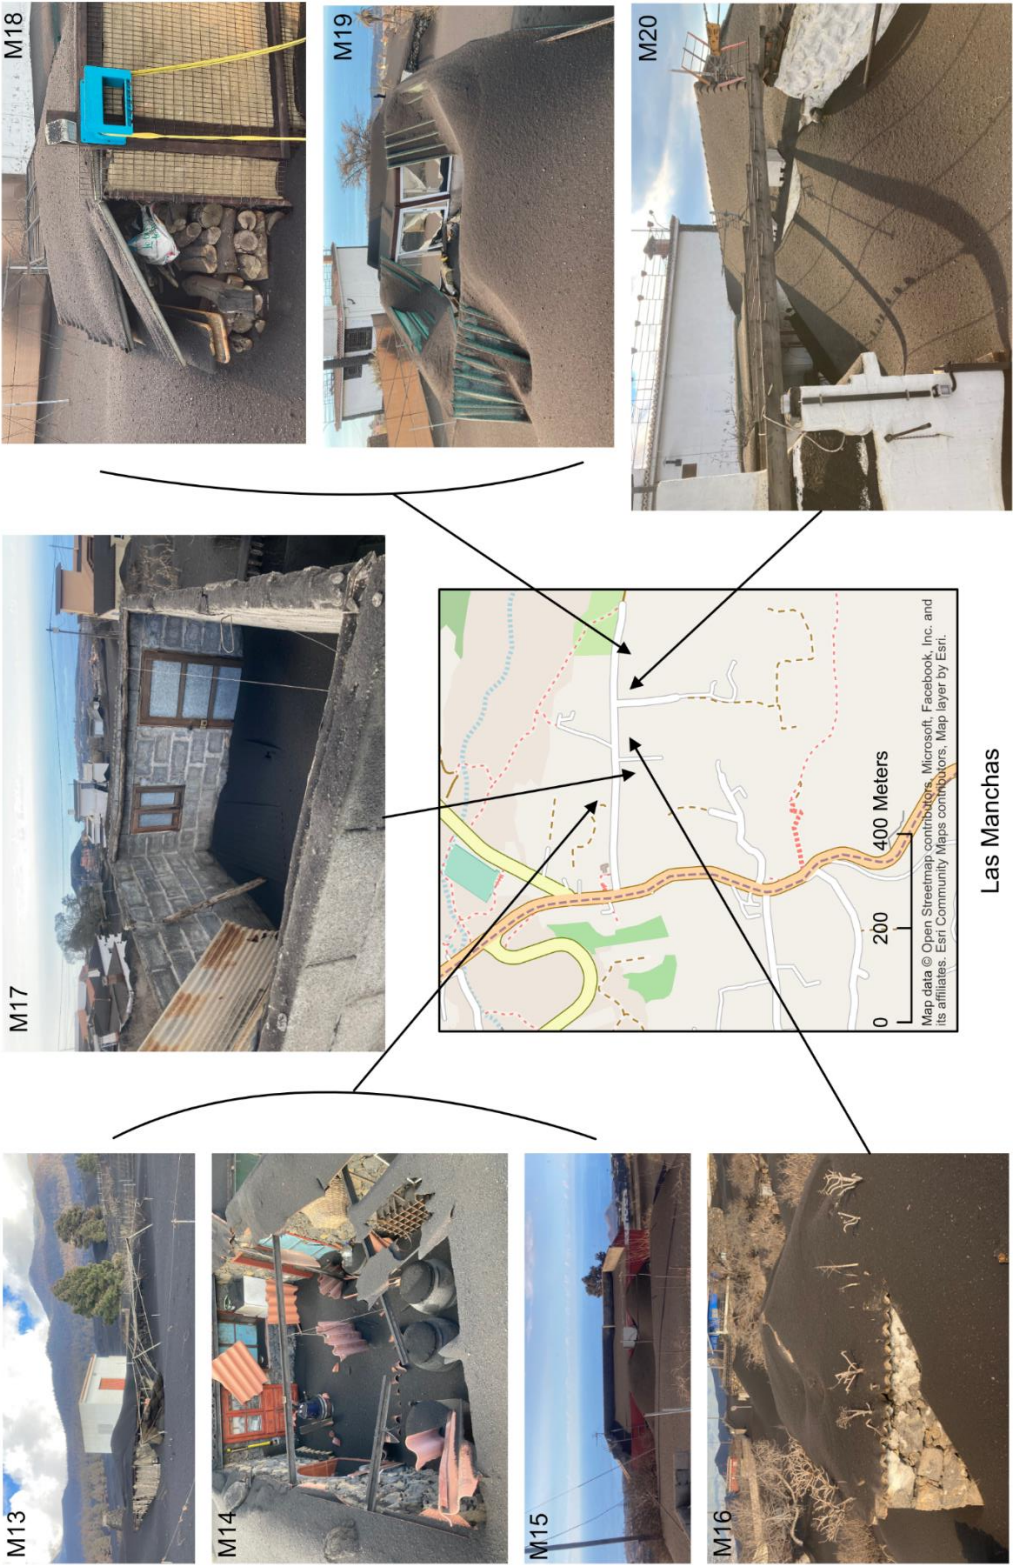 M13
M14
M15
M16
M17
M18
M19
M20
0
200
400 Meters
Map data © Open Streetmap contributors, Microsoft, Facebook, Inc. and
its affiliates. Esri Community Maps contributors, Map layer by Esri.
Las Manchas